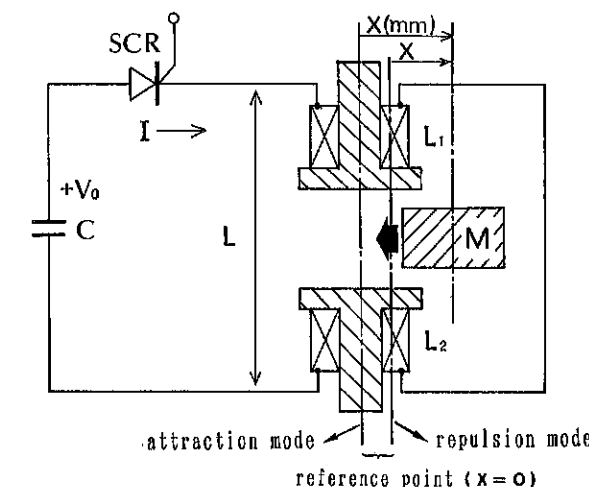 X(mm)
SCR
X
I
L₁
+V₀
C
L
M
L₂
attraction mode
repulsion mode
reference point (X=0)